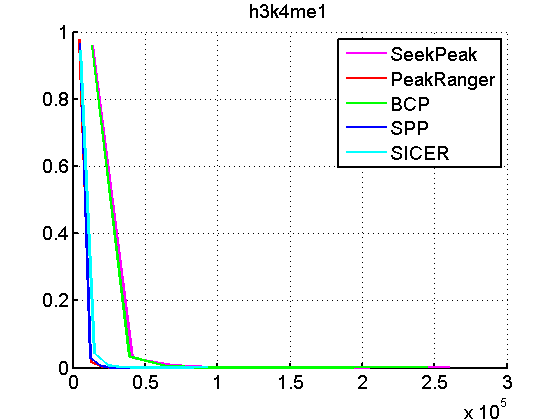 h3k4me1
1
0.8
0.6
0.4
0.2
0
SeekPeak
PeakRanger
BCP
SPP
SICER
0 0.5 1 1.5 2 2.5 3
x 10^5